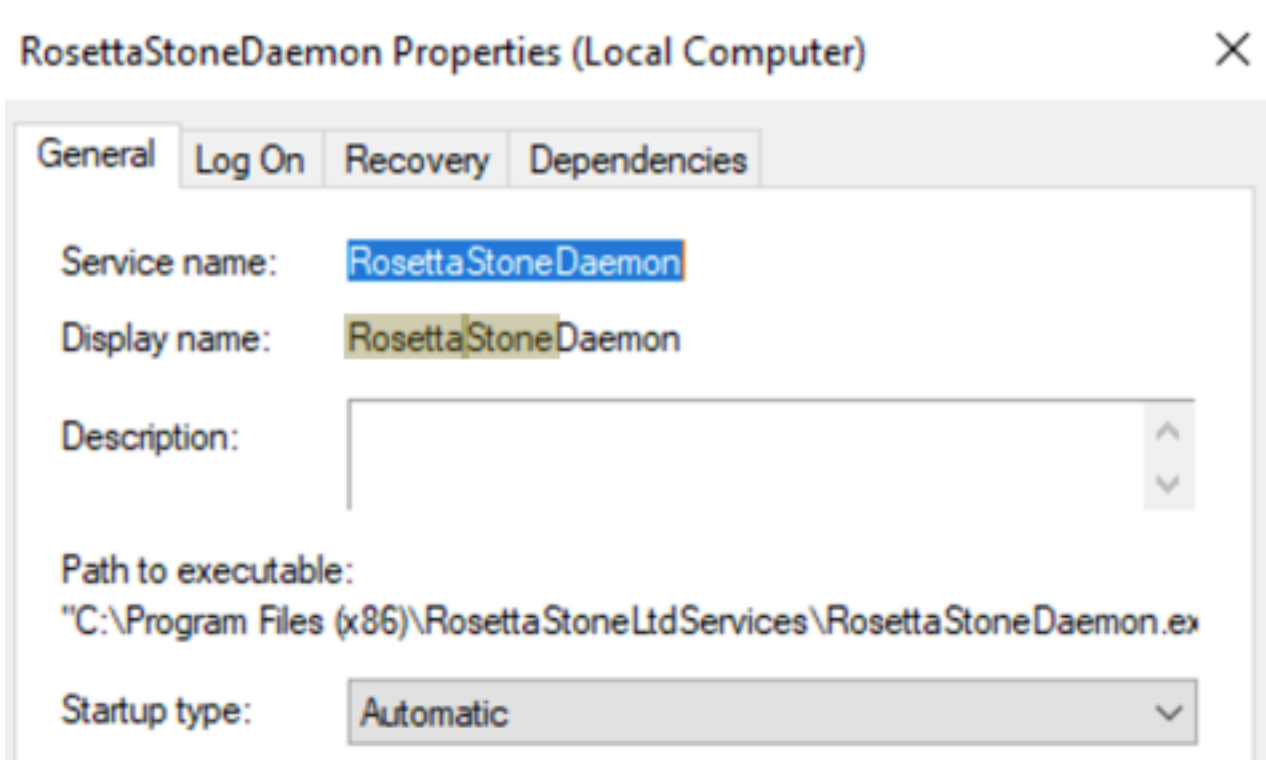 RosettaStoneDaemon Properties (Local Computer)
General Log On Recovery Dependencies
Service name: RosettaStoneDaemon
Display name: RosettaStoneDaemon
Description:
Path to executable:
"C:\Program Files (x86)\RosettaStoneLtdServices\RosettaStoneDaemon.ex
Startup type: Automatic